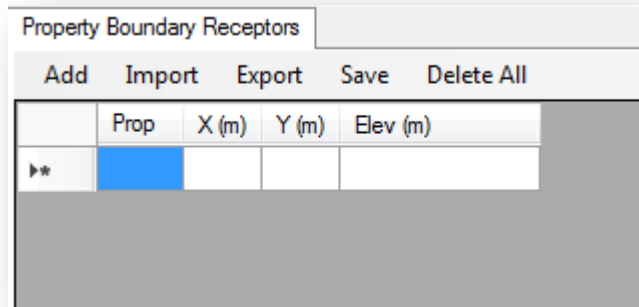 Property Boundary Receptors
Add Import Export Save Delete All
Prop X (m) Y (m) Elev (m)